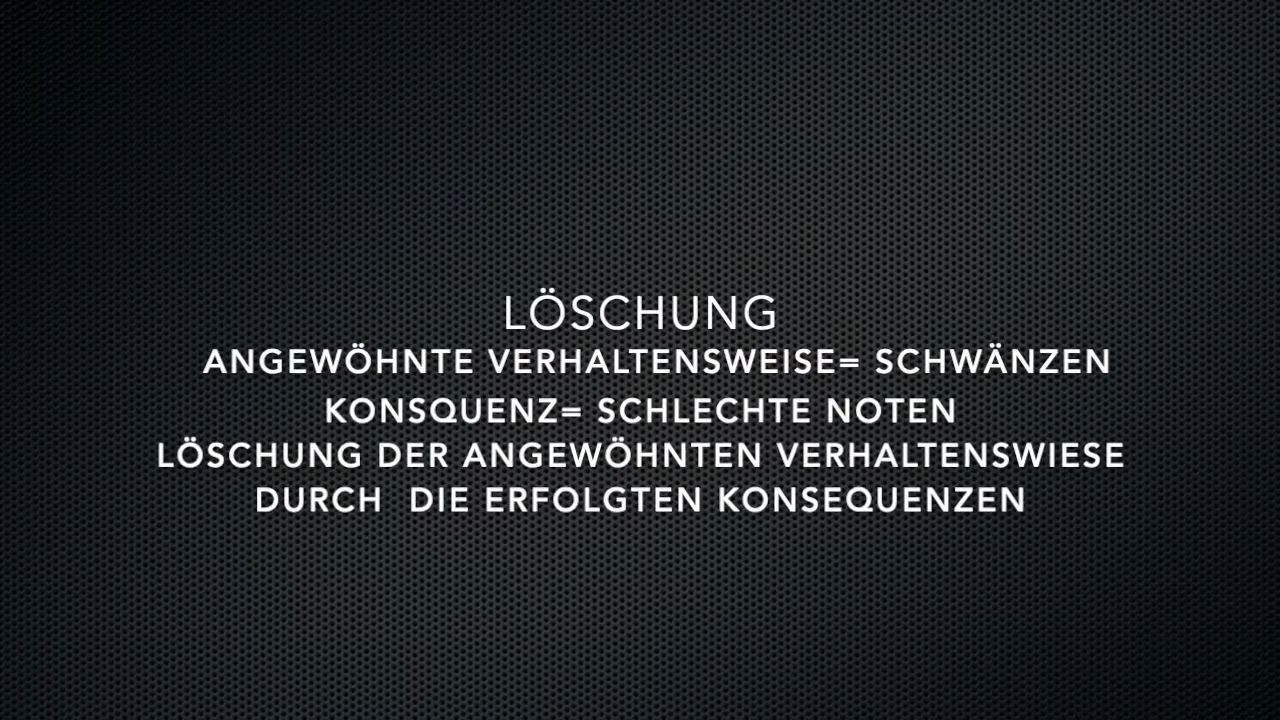 LÖSCHUNG
ANGEWÖHNTE VERHALTENSWEISE= SCHWÄNZEN
KONSQUENZ= SCHLECHTE NOTEN
LÖSCHUNG DER ANGEWÖHNTEN VERHALTENSWIESE
DURCH DIE ERFOLGTEN KONSEQUENZEN